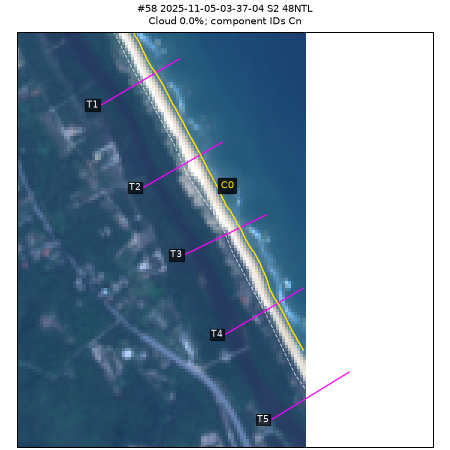 #58 2025-11-05-03-37-04 S2 48NTL
Cloud 0.0%; component IDs Cn
T1
T2
C0
T3
T4
T5